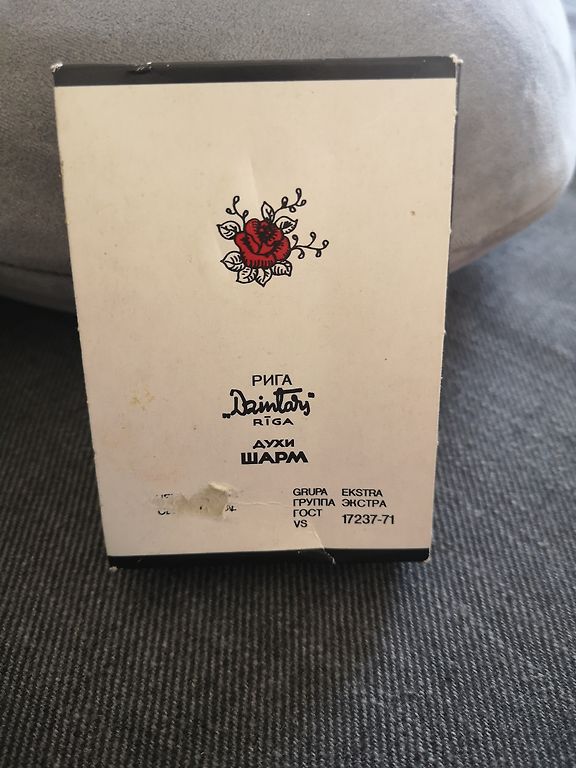 РИГА
„Dzintars"
RĪGA
ДУХИ
ШАРМ
GRUPA EKSTRA
ГРУППА ЭКСТРА
ГОСТ
VS 17237-71